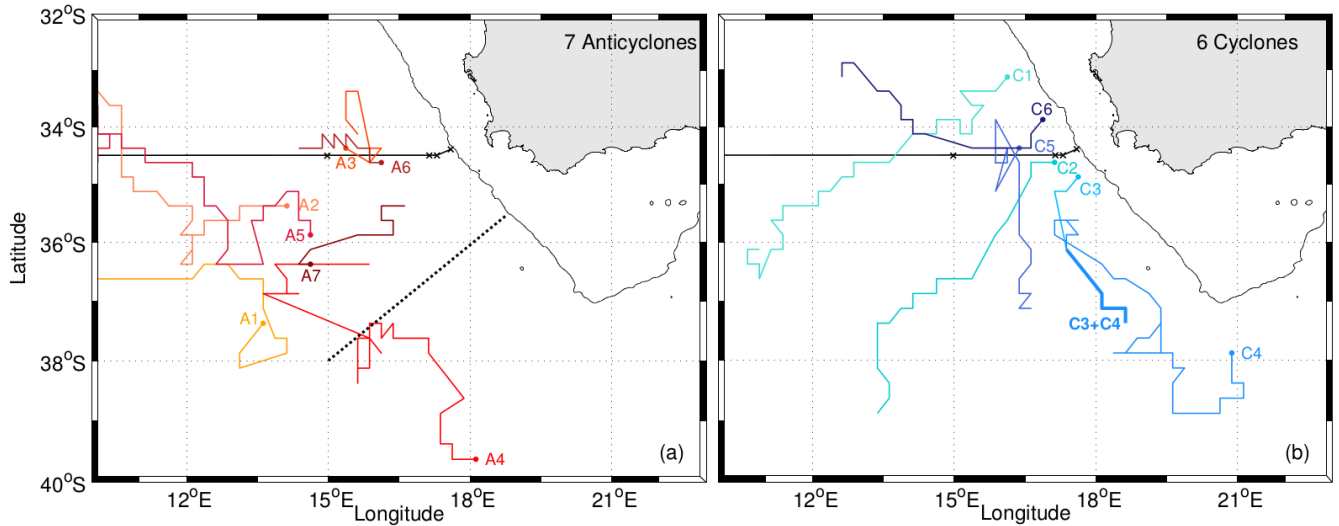 32°S
34°S
36°S
38°S
40°S
Latitude
7 Anticyclones
A3
A6
A2
A5
A7
A1
A4
(a)
12°E
15°E
18°E
21°E
Longitude
6 Cyclones
C1
C6
C5
C2
C3
C3+C4
C4
(b)
12°E
15°E
18°E
21°E
Longitude